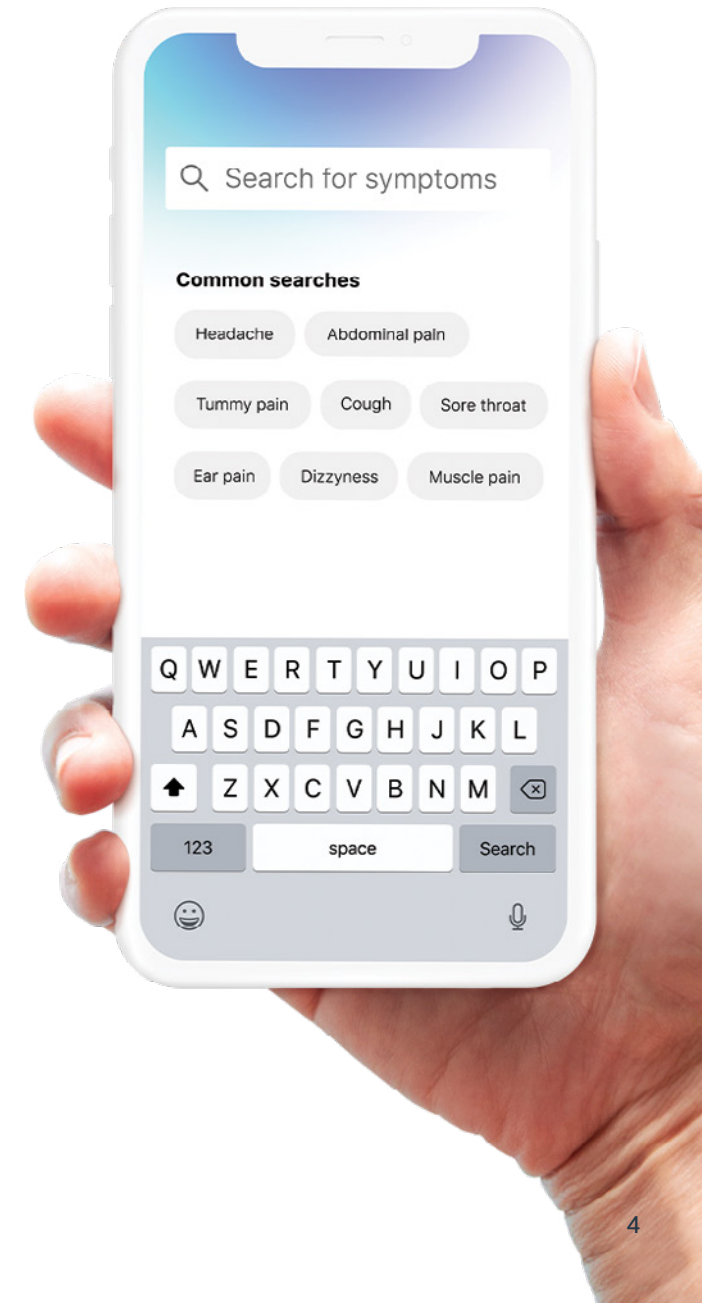 Search for symptoms
Common searches
Headache Abdominal pain
Tummy pain Cough Sore throat
Ear pain Dizzyness Muscle pain
Q W E R T Y U I O P
A S D F G H J K L
Z X C V B N M
123 space Search
4